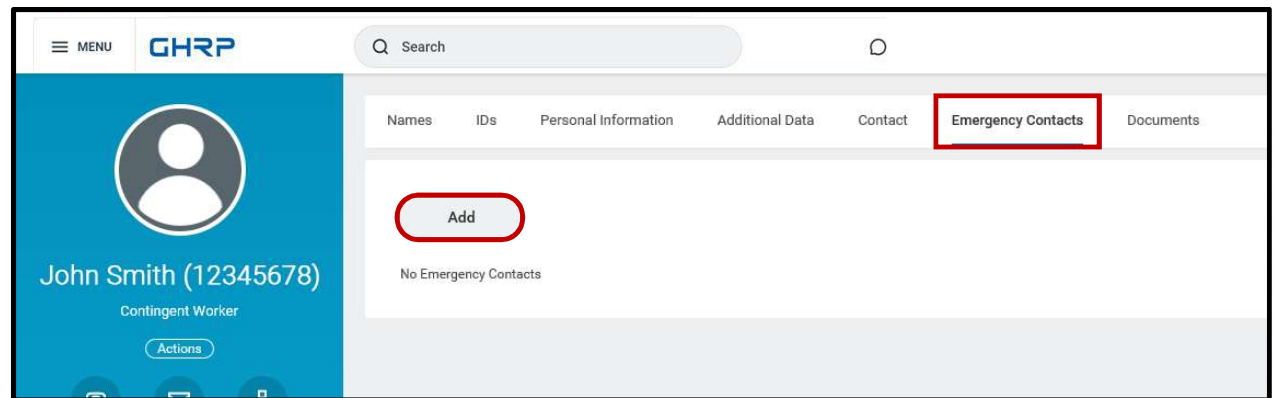 MENU GHRP Search
Names IDs Personal Information Additional Data Contact Emergency Contacts Documents
Add
No Emergency Contacts
John Smith (12345678)
Contingent Worker
Actions